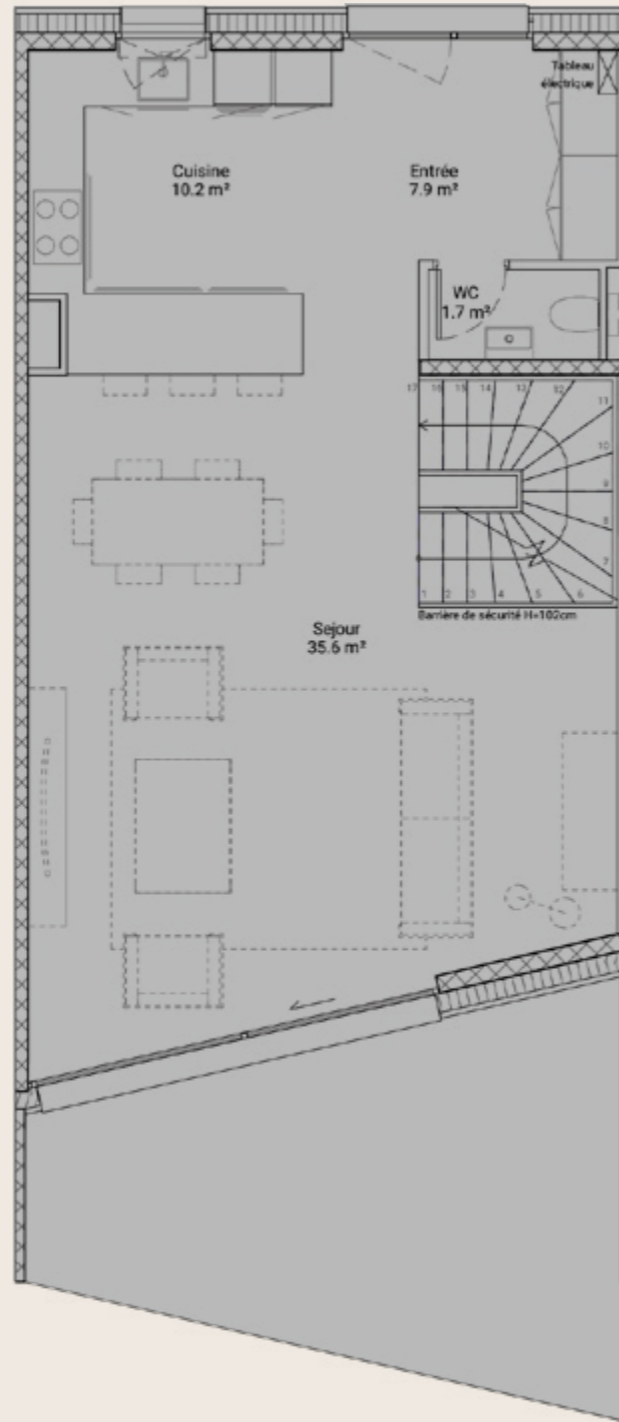 Tableau
électrique
Cuisine
10.2 m²
Entrée
7.9 m²
WC
1.7 m²
17 16 15 14 13 12
11
10
9
8
7
1 2 3 4 5 6
Barrière de sécurité H=102cm
Sejour
35.6 m²